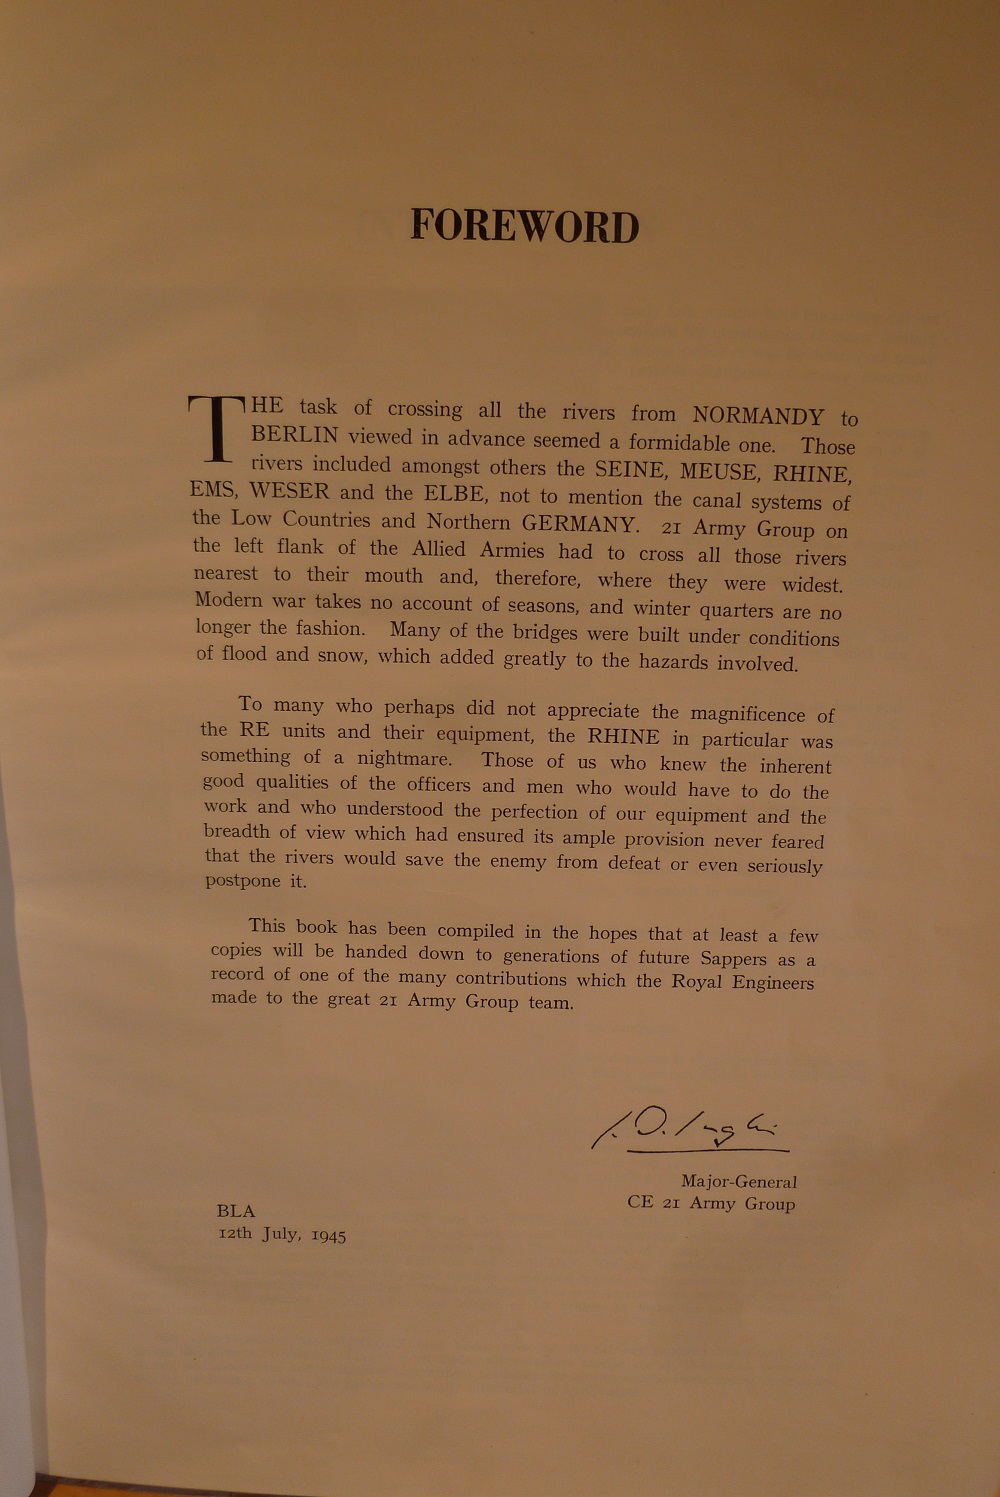 FOREWORD
THE task of crossing all the rivers from NORMANDY to
BERLIN viewed in advance seemed a formidable one. Those
rivers included amongst others the SEINE, MEUSE, RHINE,
EMS, WESER and the ELBE, not to mention the canal systems of
the Low Countries and Northern GERMANY. 21 Army Group on
the left flank of the Allied Armies had to cross all those rivers
nearest to their mouth and, therefore, where they were widest.
Modern war takes no account of seasons, and winter quarters are no
longer the fashion. Many of the bridges were built under conditions
of flood and snow, which added greatly to the hazards involved.
To many who perhaps did not appreciate the magnificence of
the RE units and their equipment, the RHINE in particular was
something of a nightmare. Those of us who knew the inherent
good qualities of the officers and men who would have to do the
work and who understood the perfection of our equipment and the
breadth of view which had ensured its ample provision never feared
that the rivers would save the enemy from defeat or even seriously
postpone it.
This book has been compiled in the hopes that at least a few
copies will be handed down to generations of future Sappers as a
record of one of the many contributions which the Royal Engineers
made to the great 21 Army Group team.
Major-General
CE 21 Army Group
BLA
12th July, 1945